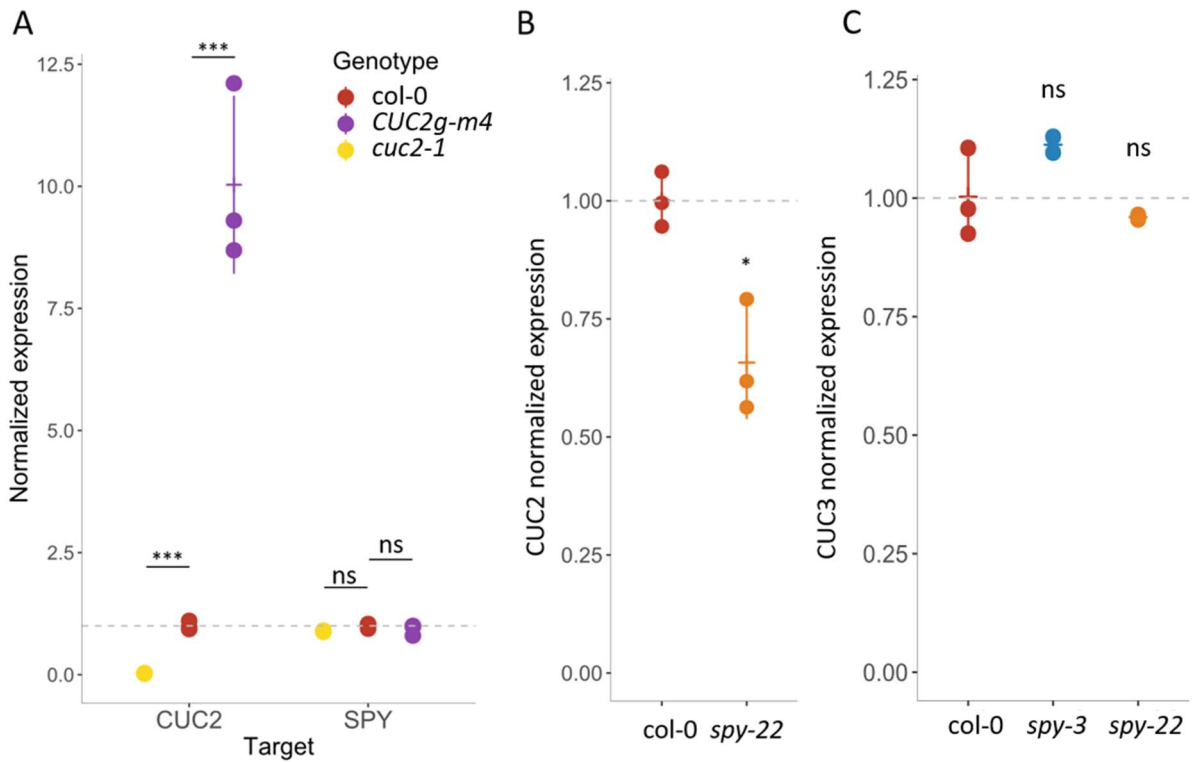 A
Normalized expression
12.5
10.0
7.5
5.0
2.5
0.0
***
***
ns
ns
Genotype
col-0
CUC2g-m4
cuc2-1
CUC2 SPY
Target
B
CUC2 normalized expression
1.25
1.00
0.75
0.50
0.25
0.00
*
col-0 spy-22
C
CUC3 normalized expression
1.25
1.00
0.75
0.50
0.25
0.00
ns
ns
col-0 spy-3 spy-22